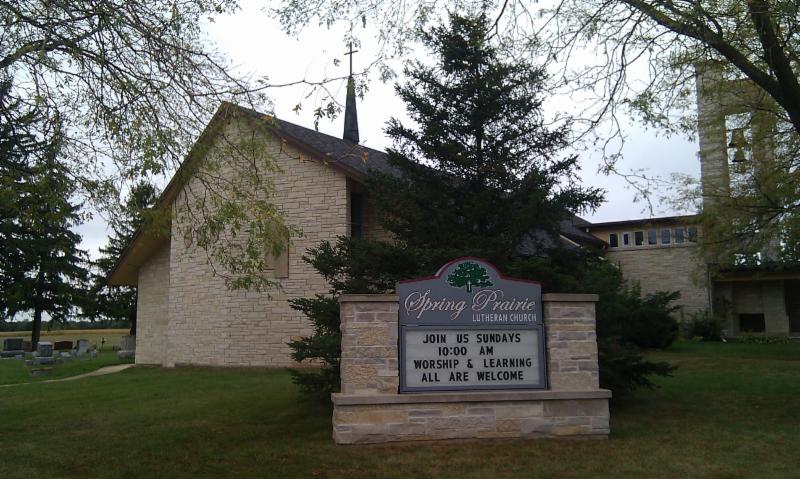 Spring Prairie
LUTHERAN CHURCH
JOIN US SUNDAYS
10:00 AM
WORSHIP & LEARNING
ALL ARE WELCOME